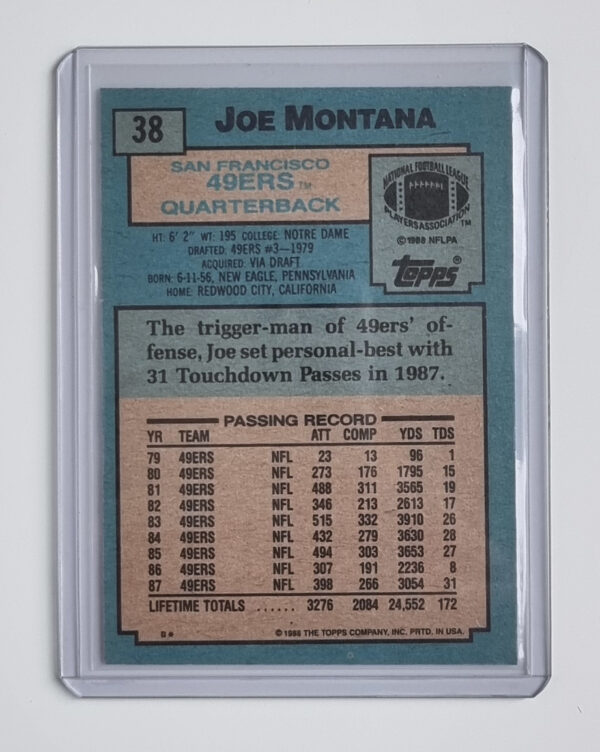 38
JOE MONTANA
SAN FRANCISCO
49ERS TM
QUARTERBACK
NATIONAL FOOTBALL LEAGUE
PLAYERS ASSOCIATION TM
© 1988 NFLPA
Topps ®
HT: 6' 2" WT: 195 COLLEGE: NOTRE DAME
DRAFTED: 49ERS #3—1979
ACQUIRED: VIA DRAFT
BORN: 6-11-56, NEW EAGLE, PENNSYLVANIA
HOME: REDWOOD CITY, CALIFORNIA
The trigger-man of 49ers' of-
fense, Joe set personal-best with
31 Touchdown Passes in 1987.
PASSING RECORD
YR TEAM ATT COMP YDS TDS
79 49ERS NFL 23 13 96 1
80 49ERS NFL 273 176 1795 15
81 49ERS NFL 488 311 3565 19
82 49ERS NFL 346 213 2613 17
83 49ERS NFL 515 332 3910 26
84 49ERS NFL 432 279 3630 28
85 49ERS NFL 494 303 3653 27
86 49ERS NFL 307 191 2236 8
87 49ERS NFL 398 266 3054 31
LIFETIME TOTALS ...... 3276 2084 24,552 172
B* © 1988 THE TOPPS COMPANY, INC. PRTD. IN USA.